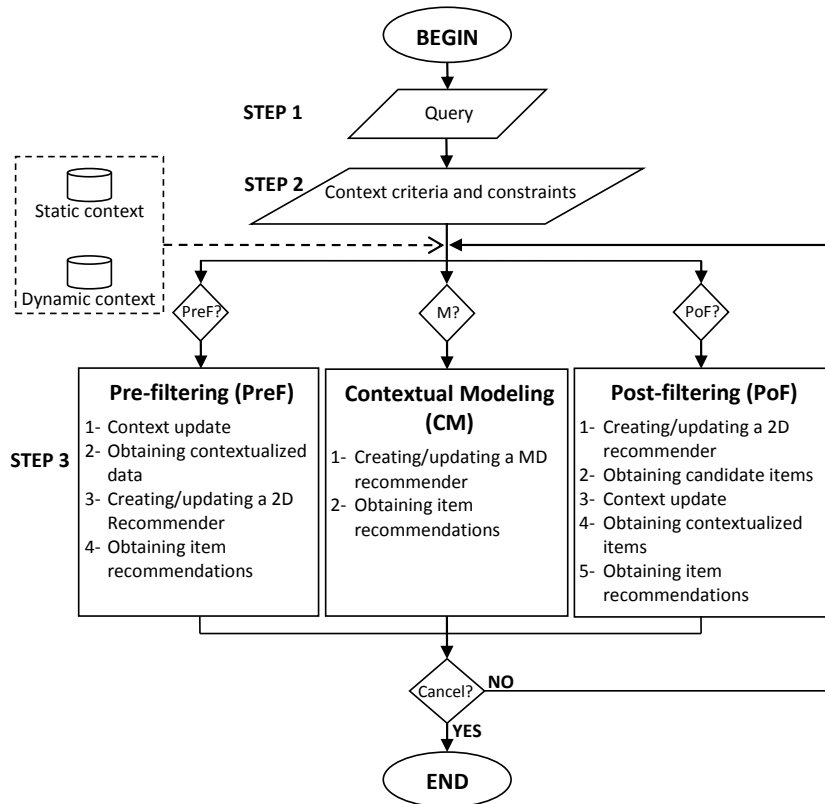 BEGIN
STEP 1
Query
STEP 2
Context criteria and constraints
Static context
Dynamic context
PreF?
M?
PoF?
STEP 3
Pre-filtering (PreF)
1- Context update
2- Obtaining contextualized
data
3- Creating/updating a 2D
Recommender
4- Obtaining item
recommendations
Contextual Modeling
(CM)
1- Creating/updating a MD
recommender
2- Obtaining item
recommendations
Post-filtering (PoF)
1- Creating/updating a 2D
recommender
2- Obtaining candidate items
3- Context update
4- Obtaining contextualized
items
5- Obtaining item
recommendations
Cancel?
NO
YES
END